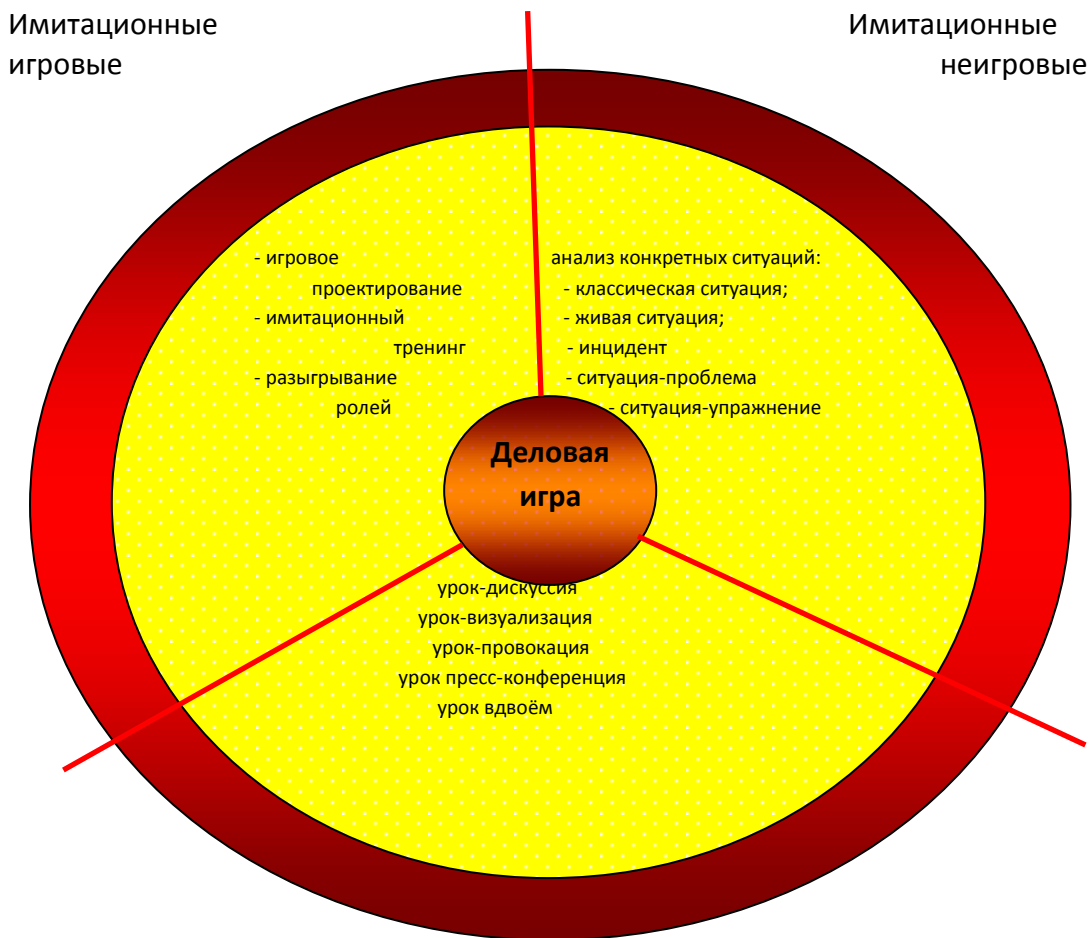 Имитационные
игровые
Имитационные
неигровые
- игровое
проектирование
- имитационный
тренинг
- разыгрывание
ролей
анализ конкретных ситуаций:
- классическая ситуация;
- живая ситуация;
- инцидент
- ситуация-проблема
- ситуация-упражнение
Деловая
игра
урок-дискуссия
урок-визуализация
урок-провокация
урок пресс-конференция
урок вдвоём